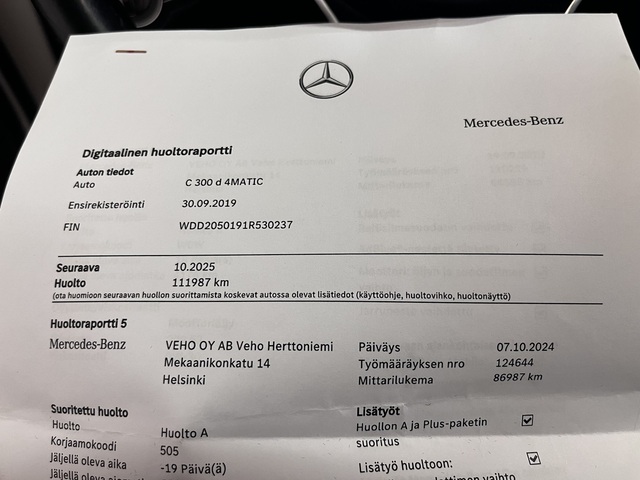 Mercedes-Benz
Digitaalinen huoltoraportti
Auton tiedot
Auto C 300 d 4MATIC
Ensirekisteröinti 30.09.2019
FIN WDD2050191R530237
Seuraava 10.2025
Huolto 111987 km
(ota huomioon seuraavan huollon suorittamista koskevat autossa olevat lisätiedot (käyttöohje, huoltovihko, huoltonäyttö)
Huoltoraportti 5
Mercedes-Benz VEHO OY AB Veho Herttoniemi Päiväys 07.10.2024
Mekaanikonkatu 14 Työmääräyksen nro 124644
Helsinki Mittarilukema 86987 km
Suoritettu huolto Lisätyöt
Huolto Huolto A Huollon A ja Plus-paketin
Korjaamokoodi 505 suoritus
Jäljellä oleva aika -19 Päivä(ä) Lisätyö huoltoon:
Jäljellä oleva
vaihto